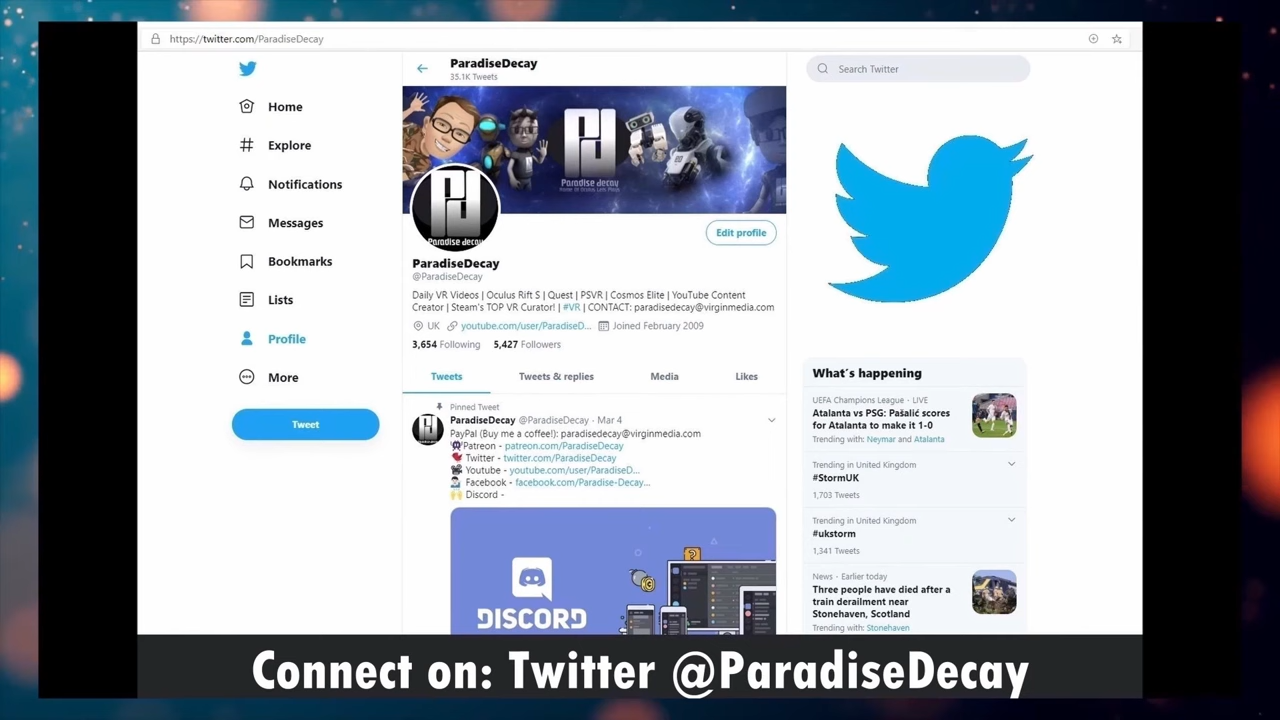 https://twitter.com/ParadiseDecay
Home
Explore
Notifications
Messages
Bookmarks
Lists
Profile
More
Tweet
ParadiseDecay
35.1K Tweets
PD
Paradise decay
Paradise decay
Edit profile
ParadiseDecay
@ParadiseDecay
Daily VR Videos | Oculus Rift S | Quest | PSVR | Cosmos Elite | YouTube Content
Creator | Steam's TOP VR Curator! | #VR | CONTACT: paradisedecay@virginmedia.com
UK youtube.com/user/ParadiseD... Joined February 2009
3,654 Following 5,427 Followers
Tweets Tweets & replies Media Likes
Pinned Tweet
ParadiseDecay @ParadiseDecay · Mar 4
PayPal (Buy me a coffee!): paradisedecay@virginmedia.com
Patreon - patreon.com/ParadiseDecay
Twitter - twitter.com/ParadiseDecay
Youtube - youtube.com/user/ParadiseD...
Facebook - facebook.com/Paradise-Decay...
Discord -
DISCORD
Search Twitter
What's happening
UEFA Champions League · LIVE
Atalanta vs PSG: Pašalić scores
for Atalanta to make it 1-0
Trending with: Neymar and Atalanta
Trending in United Kingdom
#StormUK
1,703 Tweets
Trending in United Kingdom
#ukstorm
1,341 Tweets
News · Earlier today
Three people have died after a
train derailment near
Stonehaven, Scotland
Trending with: Stonehaven
Connect on: Twitter @ParadiseDecay